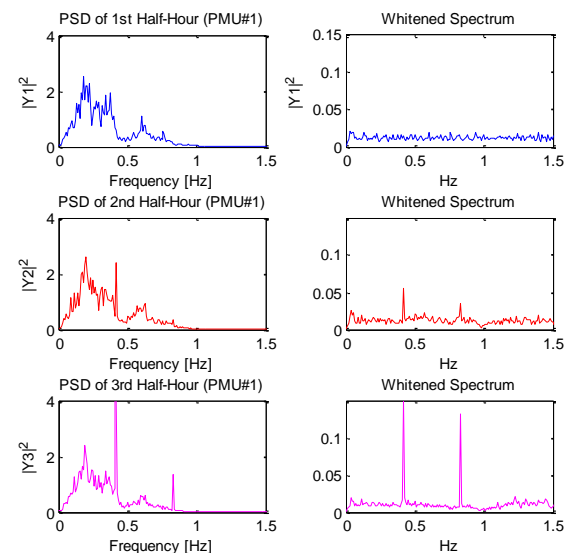 PSD of 1st Half-Hour (PMU#1)
|Y1|²
4
2
0
0 0.5 1 1.5
Frequency [Hz]
Whitened Spectrum
|Y1|²
0.15
0.1
0.05
0
0 0.5 1 1.5
Hz
PSD of 2nd Half-Hour (PMU#1)
|Y2|²
4
2
0
0 0.5 1 1.5
Frequency [Hz]
Whitened Spectrum
0.1
0.05
0
0 0.5 1 1.5
Hz
PSD of 3rd Half-Hour (PMU#1)
|Y3|²
4
2
0
0 0.5 1 1.5
Frequency [Hz]
Whitened Spectrum
0.1
0.05
0
0 0.5 1 1.5
Hz